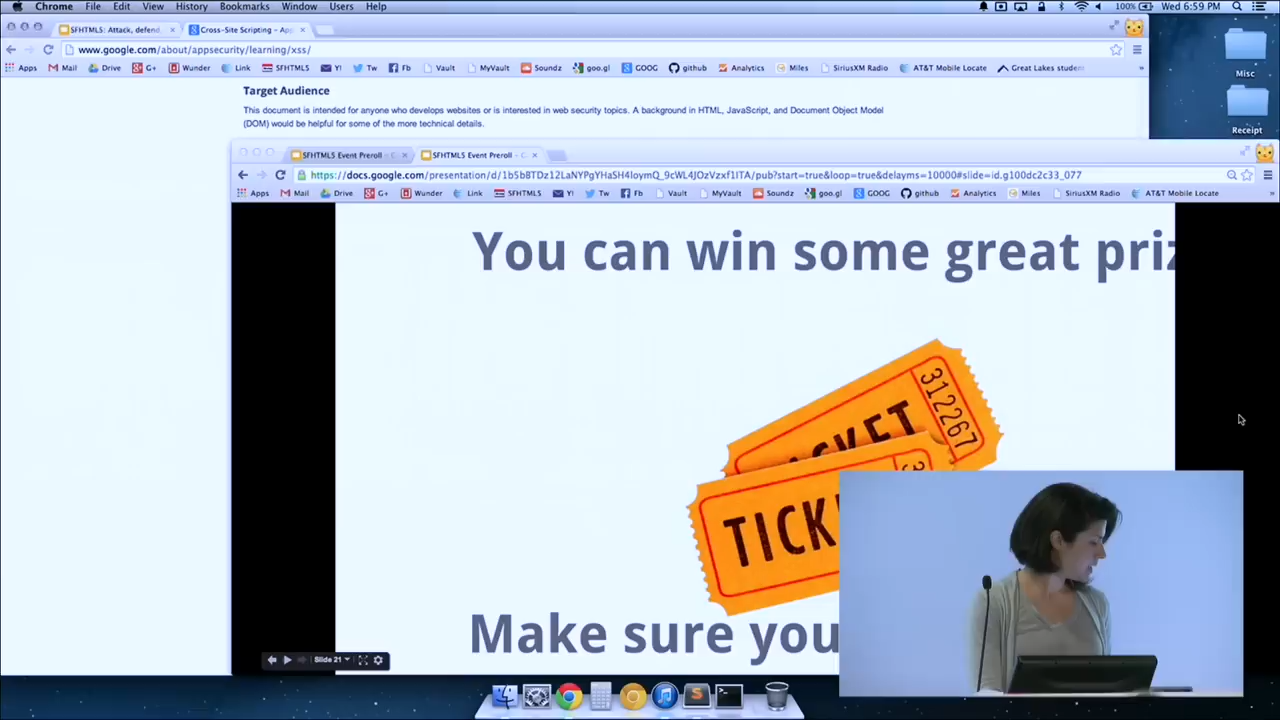 Chrome File Edit View History Bookmarks Window Users Help 100% Wed 6:59 PM
SFHTML5: Attack, defend, Cross-Site Scripting – App
www.google.com/about/appsecurity/learning/xss/
Apps Mail Drive G+ Wunder Link SFHTML5 Y! Tw Fb Vault MyVault Soundz goo.gl GOOG github Analytics Miles SiriusXM Radio AT&T Mobile Locate Great Lakes student »
Misc
Receipt
Target Audience
This document is intended for anyone who develops websites or is interested in web security topics. A background in HTML, JavaScript, and Document Object Model
(DOM) would be helpful for some of the more technical details.
SFHTML5 Event Preroll SFHTML5 Event Preroll
https://docs.google.com/presentation/d/1b5bBTDz12LaNYPgYHaSH4loymQ_9cWL4JOzVzxf1lTA/pub?start=true&loop=true&delayms=10000#slide=id.g100dc2c33_077
Apps Mail Drive G+ Wunder Link SFHTML5 Y! Tw Fb Vault MyVault Soundz goo.gl GOOG github Analytics Miles SiriusXM Radio AT&T Mobile Locate »
You can win some great priz
312267
TICKET
TICK
Make sure you
Slide 21